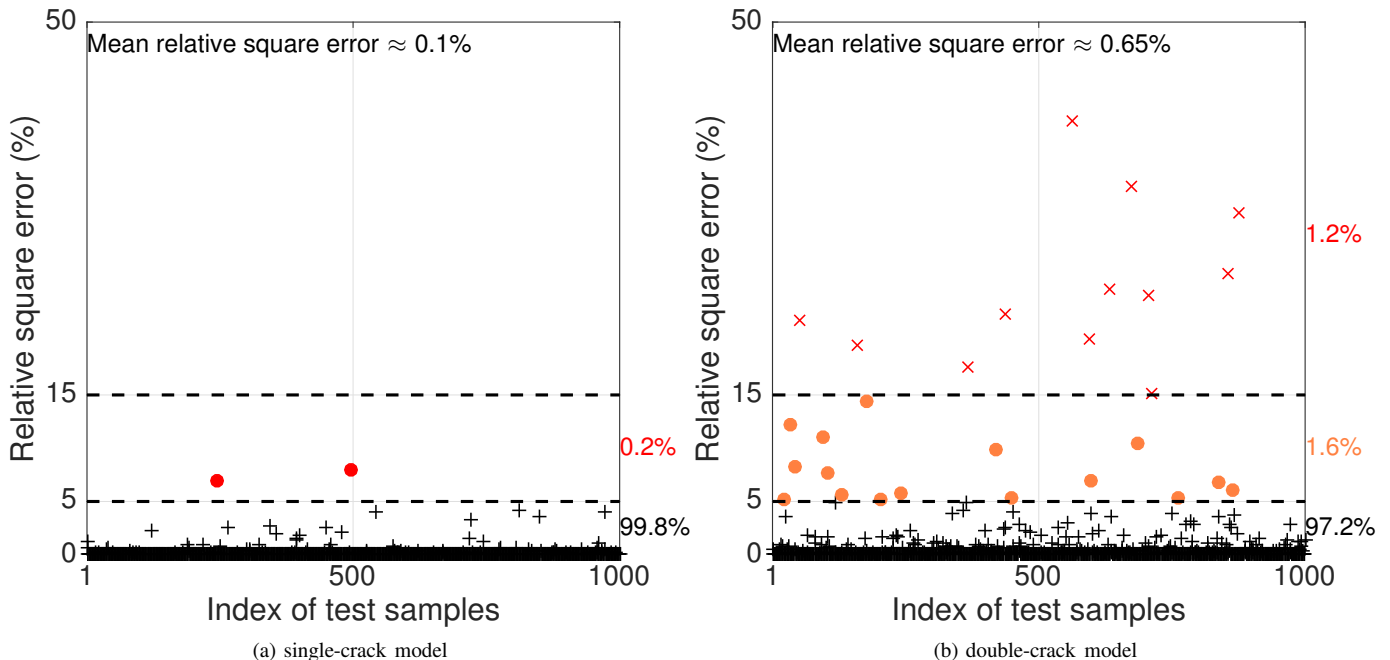 50
Mean relative square error ≈ 0.1%
Relative square error (%)
15
0.2%
5
99.8%
0
1
500
1000
Index of test samples
(a) single-crack model
50
Mean relative square error ≈ 0.65%
Relative square error (%)
1.2%
15
1.6%
5
97.2%
0
1
500
1000
Index of test samples
(b) double-crack model